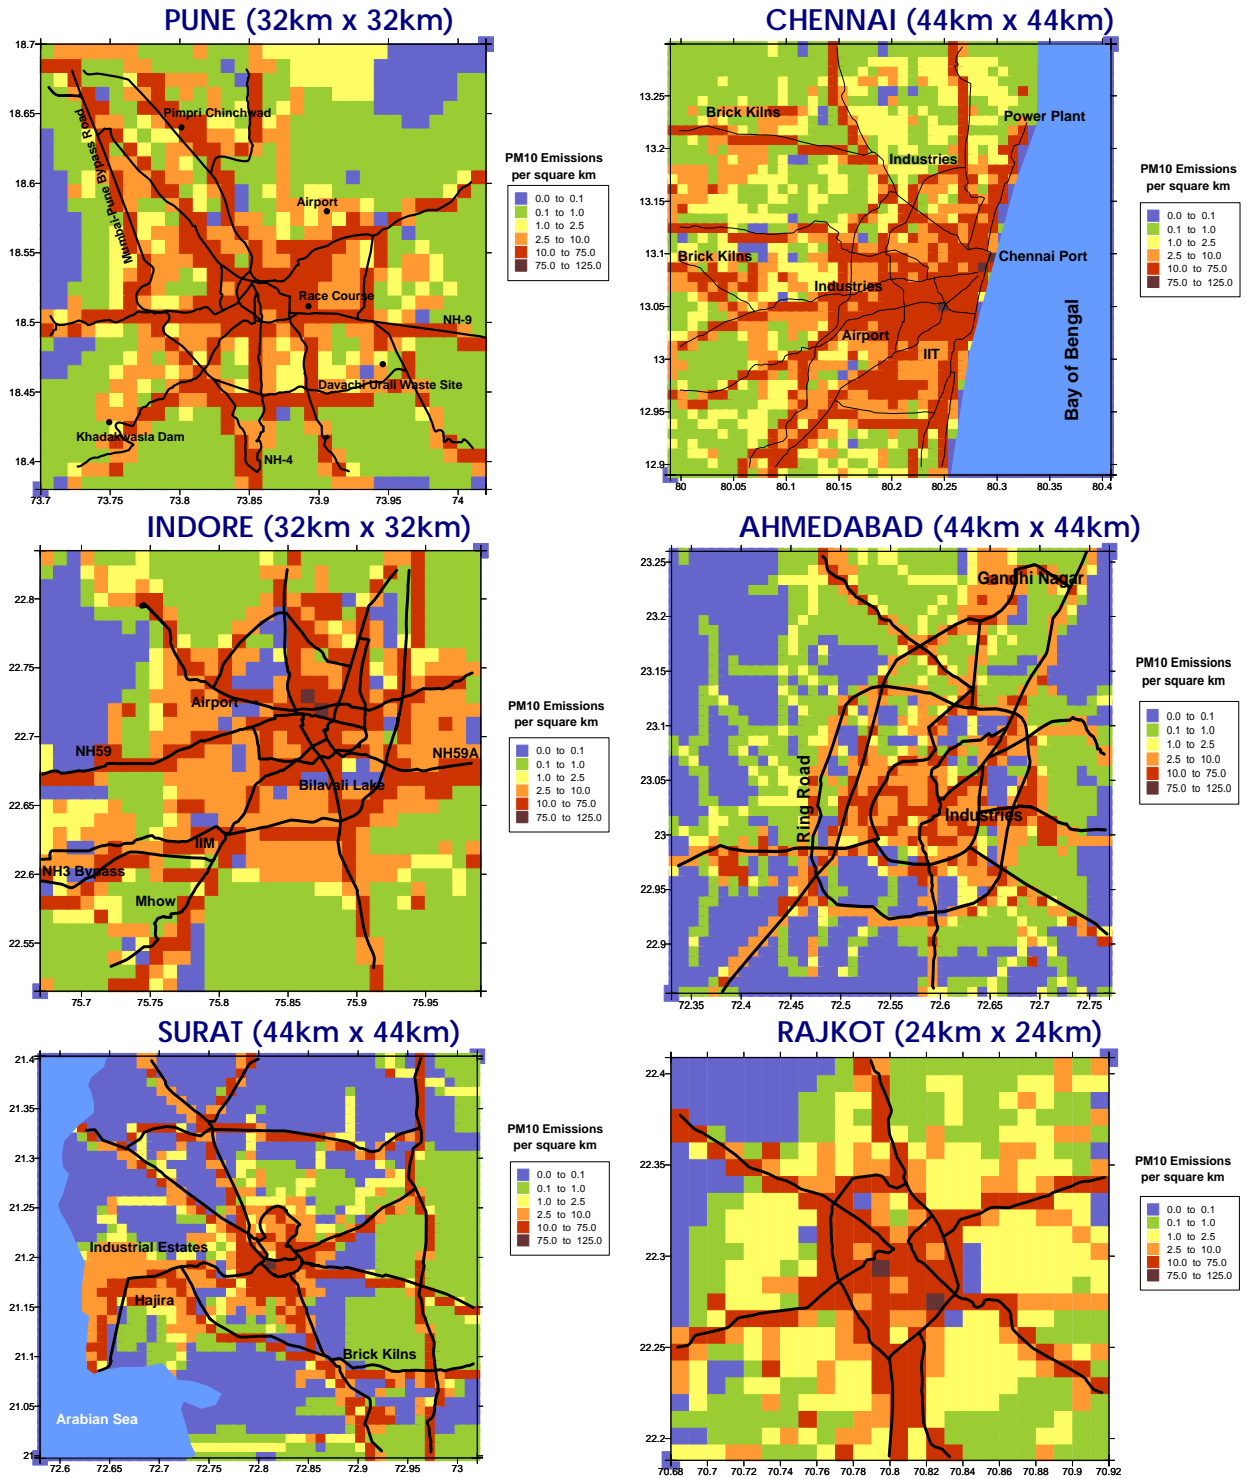 PUNE (32km x 32km)
18.7
18.65
18.6
18.55
18.5
18.45
18.4
73.7
73.75
73.8
73.85
73.9
73.95
74
Mumbai-Pune Bypass Road
Pimpri Chinchwad
Airport
Race Course
NH-9
Davachi Urali Waste Site
Khadakwasla Dam
NH-4
PM10 Emissions
per square km
0.0 to 0.1
0.1 to 1.0
1.0 to 2.5
2.5 to 10.0
10.0 to 75.0
75.0 to 125.0
CHENNAI (44km x 44km)
13.25
13.2
13.15
13.1
13.05
13
12.95
12.9
80
80.05
80.1
80.15
80.2
80.25
80.3
80.35
80.4
Brick Kilns
Power Plant
Industries
Brick Kilns
Chennai Port
Industries
Airport
IIT
Bay of Bengal
PM10 Emissions
per square km
0.0 to 0.1
0.1 to 1.0
1.0 to 2.5
2.5 to 10.0
10.0 to 75.0
75.0 to 125.0
INDORE (32km x 32km)
22.8
22.75
22.7
22.65
22.6
22.55
75.7
75.75
75.8
75.85
75.9
75.95
Airport
NH59
NH59A
Bilavali Lake
IIM
NH3 Bypass
Mhow
PM10 Emissions
per square km
0.0 to 0.1
0.1 to 1.0
1.0 to 2.5
2.5 to 10.0
10.0 to 75.0
75.0 to 125.0
AHMEDABAD (44km x 44km)
23.25
23.2
23.15
23.1
23.05
23
22.95
22.9
72.35
72.4
72.45
72.5
72.55
72.6
72.65
72.7
72.75
Gandhi Nagar
Ring Road
Industries
PM10 Emissions
per square km
0.0 to 0.1
0.1 to 1.0
1.0 to 2.5
2.5 to 10.0
10.0 to 75.0
75.0 to 125.0
SURAT (44km x 44km)
21.4
21.35
21.3
21.25
21.2
21.15
21.1
21.05
21
72.6
72.65
72.7
72.75
72.8
72.85
72.9
72.95
73
Industrial Estates
Hajira
Brick Kilns
Arabian Sea
PM10 Emissions
per square km
0.0 to 0.1
0.1 to 1.0
1.0 to 2.5
2.5 to 10.0
10.0 to 75.0
75.0 to 125.0
RAJKOT (24km x 24km)
22.4
22.35
22.3
22.25
22.2
70.68
70.7
70.72
70.74
70.76
70.78
70.8
70.82
70.84
70.86
70.88
70.9
70.92
PM10 Emissions
per square km
0.0 to 0.1
0.1 to 1.0
1.0 to 2.5
2.5 to 10.0
10.0 to 75.0
75.0 to 125.0